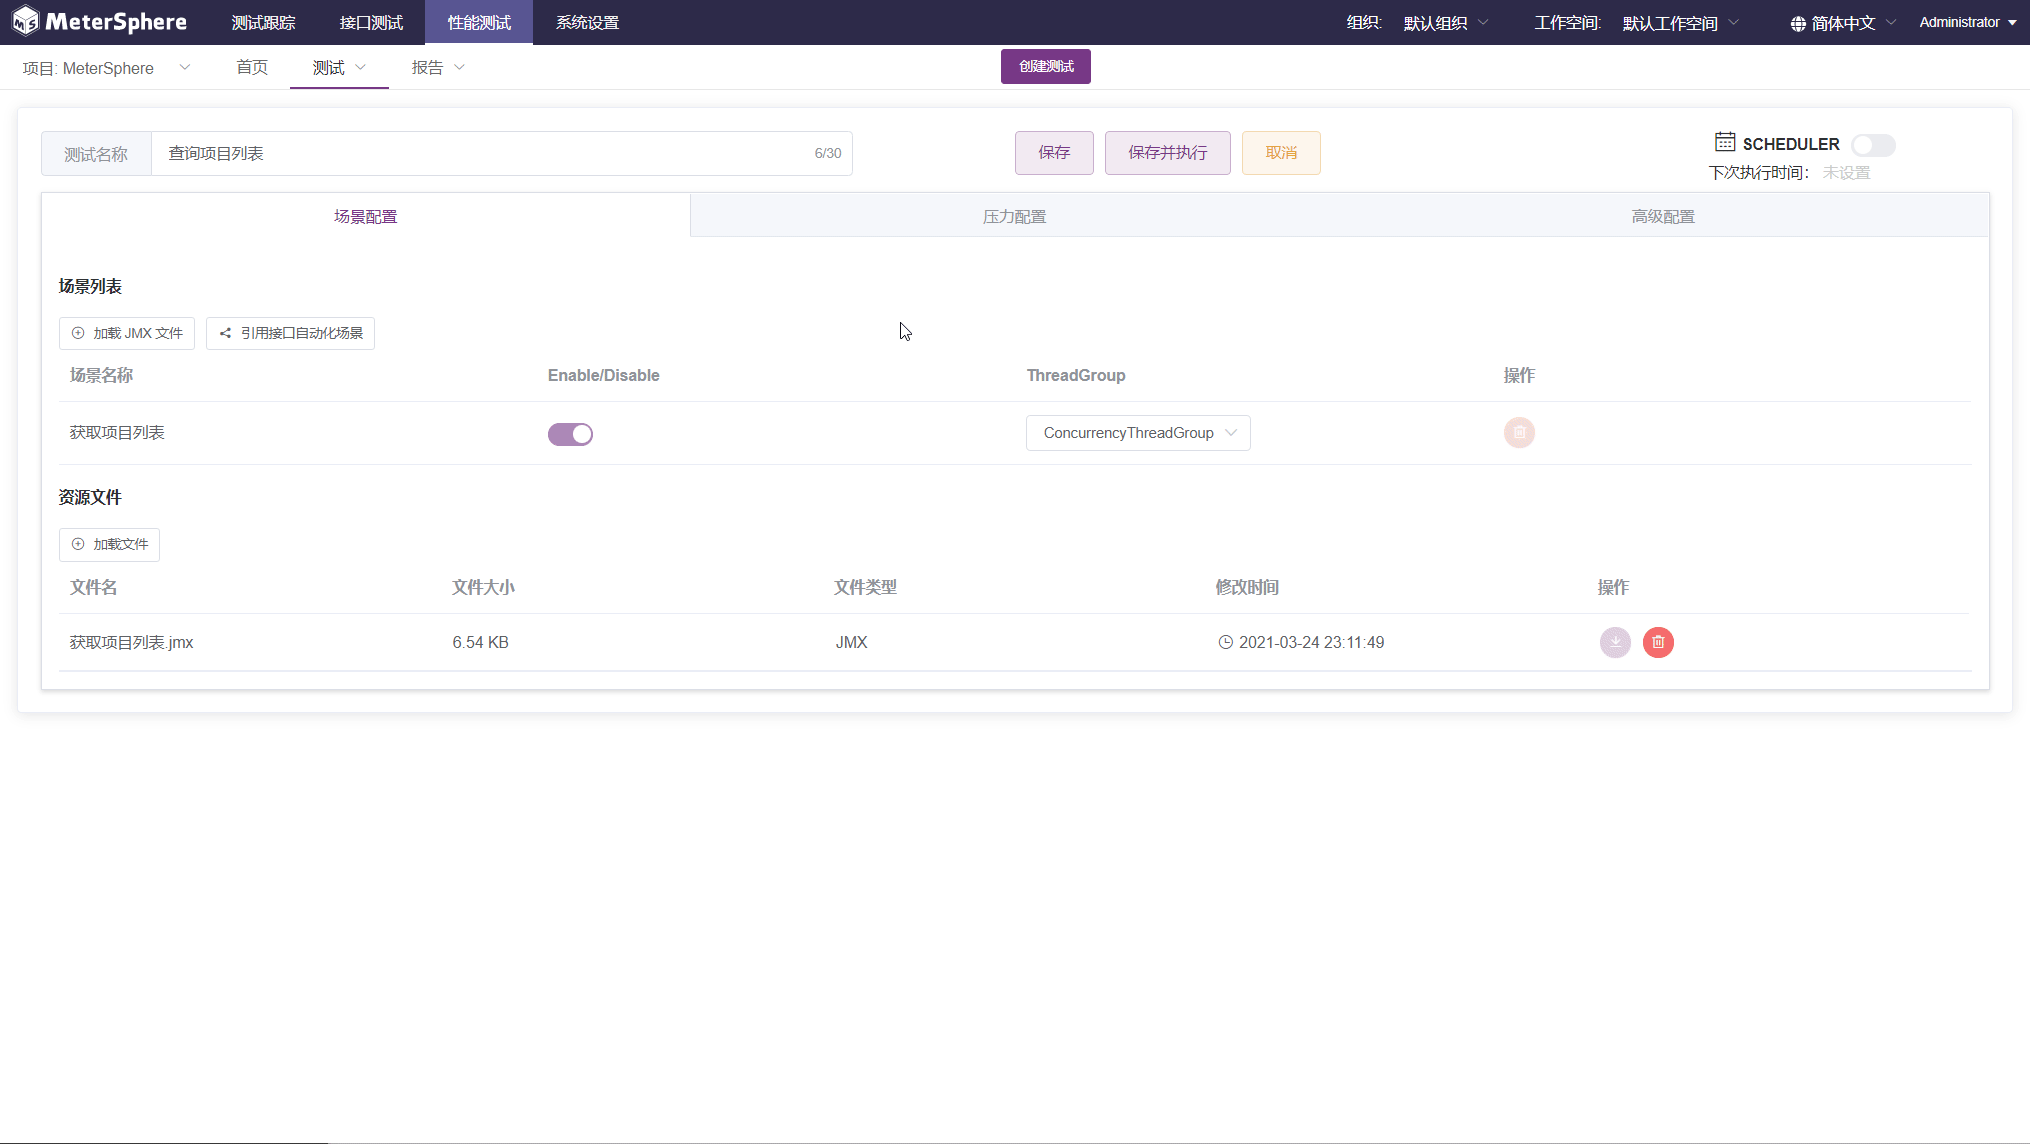 MeterSphere 测试跟踪 接口测试 性能测试 系统设置 组织: 默认组织 工作空间: 默认工作空间 简体中文 Administrator
项目: MeterSphere 首页 测试 报告 创建测试
测试名称 查询项目列表 6/30 保存 保存并执行 取消 SCHEDULER
下次执行时间: 未设置
场景配置 压力配置 高级配置
场景列表
加载 JMX 文件 引用接口自动化场景
场景名称 Enable/Disable ThreadGroup 操作
获取项目列表 ConcurrencyThreadGroup
资源文件
加载文件
文件名 文件大小 文件类型 修改时间 操作
获取项目列表.jmx 6.54 KB JMX 2021-03-24 23:11:49